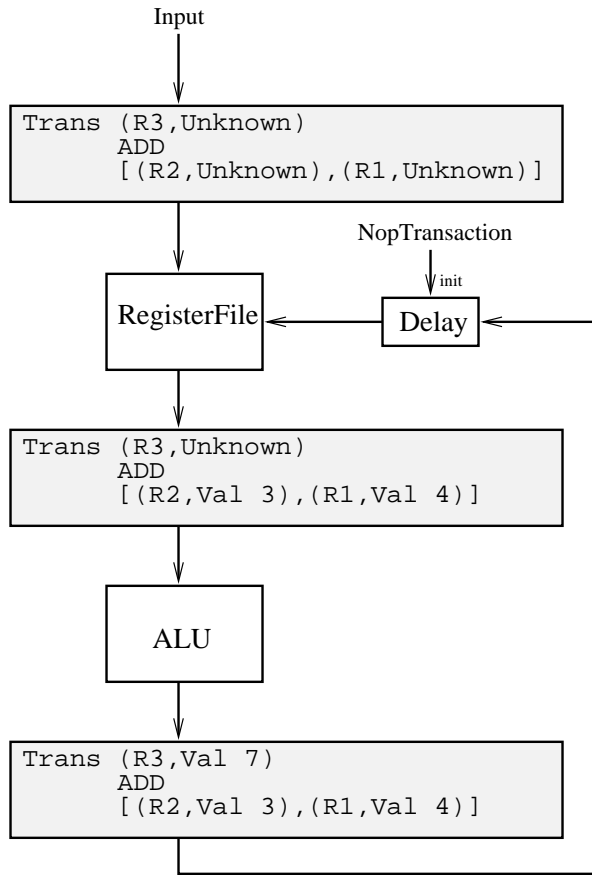 Input
Trans (R3,Unknown)
ADD
[(R2,Unknown),(R1,Unknown)]
NopTransaction
init
RegisterFile
Delay
Trans (R3,Unknown)
ADD
[(R2,Val 3),(R1,Val 4)]
ALU
Trans (R3,Val 7)
ADD
[(R2,Val 3),(R1,Val 4)]